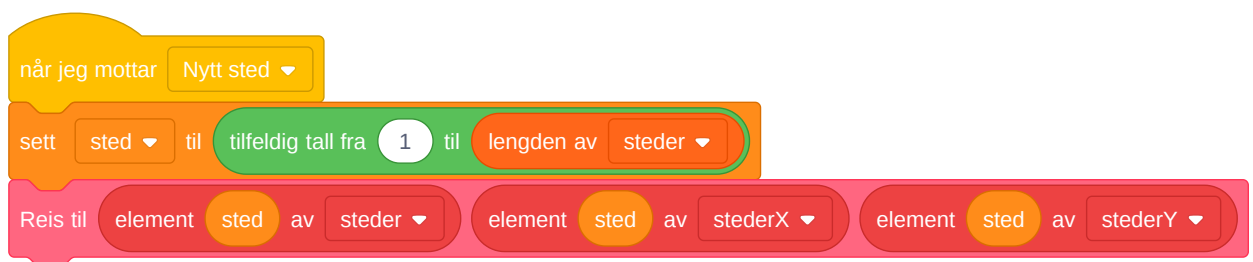 når jeg mottar Nytt sted
sett sted til tilfeldig tall fra 1 til lengden av steder
Reis til element sted av steder element sted av stederX element sted av stederY